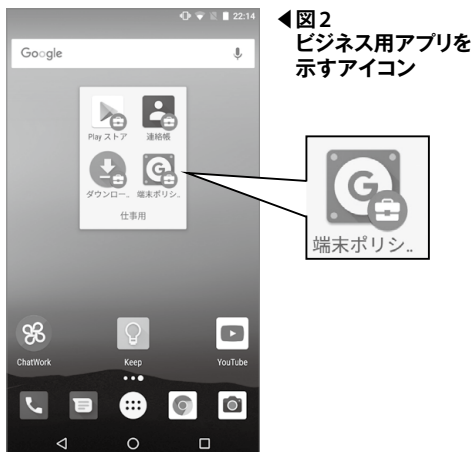 22:14
Google
Play ストア
連絡帳
ダウンロー..
端末ポリシ..
仕事用
ChatWork
Keep
YouTube
◀図2
ビジネス用アプリを
示すアイコン
端末ポリシ..